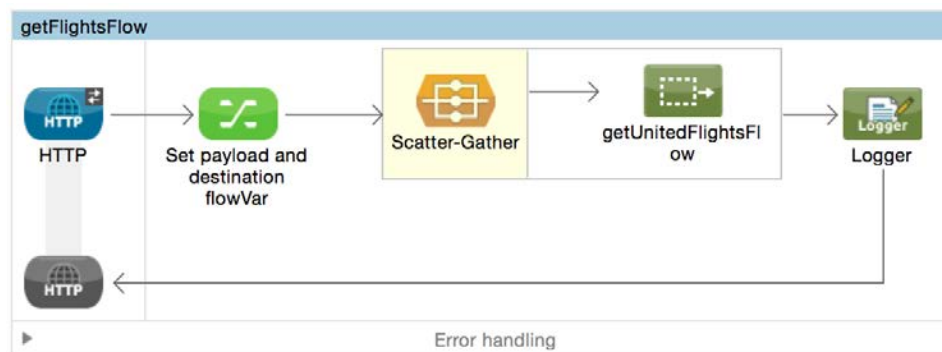 getFlightsFlow
HTTP
HTTP
Set payload and
destination
flowVar
Scatter-Gather
getUnitedFlightsFl
ow
Logger
Logger
HTTP
Error handling